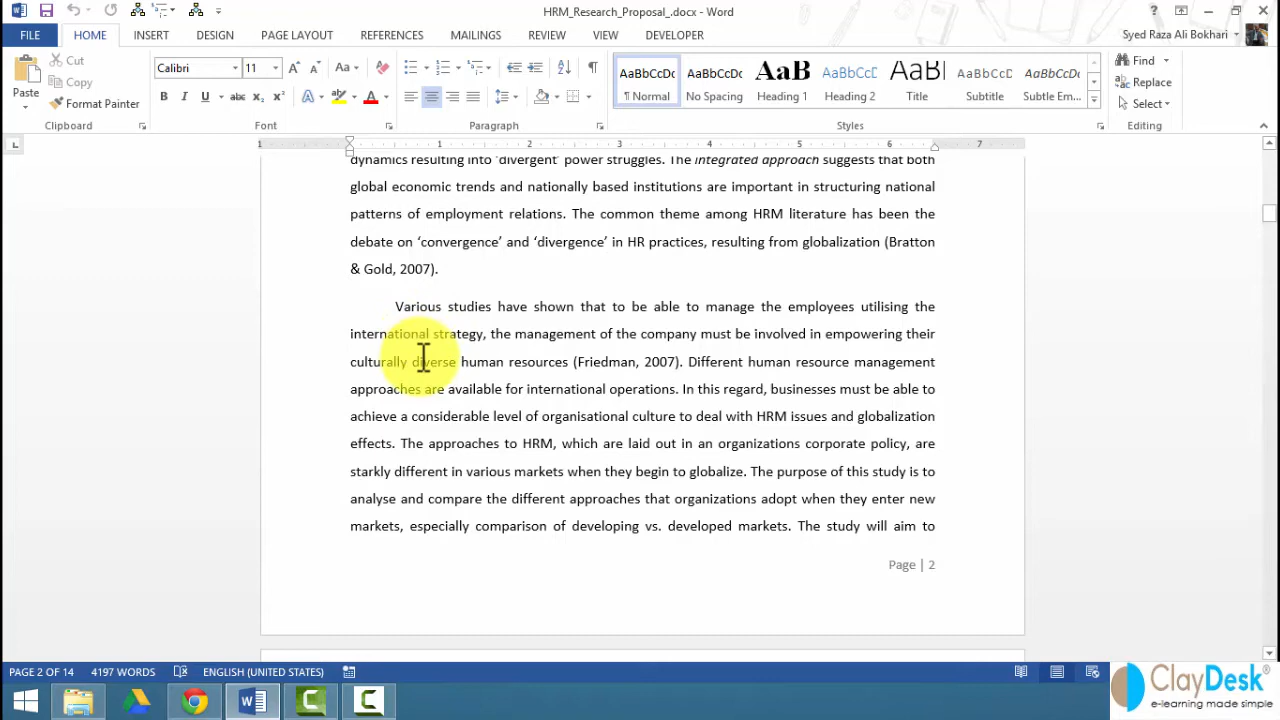 HRM_Research_Proposal_.docx - Word
FILE HOME INSERT DESIGN PAGE LAYOUT REFERENCES MAILINGS REVIEW VIEW DEVELOPER Syed Raza Ali Bokhari
Cut
Copy
Format Painter
Paste
Clipboard
Calibri 11
Font
Paragraph
AaBbCcDc AaBbCcDc AaB AaBbCcD AaB AaBbCcD AaBbCcDc
¶ Normal No Spacing Heading 1 Heading 2 Title Subtitle Subtle Em...
Styles
Find
Replace
Select
Editing
1 1 2 3 4 5 6 7
dynamics resulting into 'divergent' power struggles. The integrated approach suggests that both
global economic trends and nationally based institutions are important in structuring national
patterns of employment relations. The common theme among HRM literature has been the
debate on ‘convergence’ and ‘divergence’ in HR practices, resulting from globalization (Bratton
& Gold, 2007).
Various studies have shown that to be able to manage the employees utilising the
international strategy, the management of the company must be involved in empowering their
culturally diverse human resources (Friedman, 2007). Different human resource management
approaches are available for international operations. In this regard, businesses must be able to
achieve a considerable level of organisational culture to deal with HRM issues and globalization
effects. The approaches to HRM, which are laid out in an organizations corporate policy, are
starkly different in various markets when they begin to globalize. The purpose of this study is to
analyse and compare the different approaches that organizations adopt when they enter new
markets, especially comparison of developing vs. developed markets. The study will aim to
Page | 2
PAGE 2 OF 14 4197 WORDS ENGLISH (UNITED STATES)
ClayDesk®
e-learning made simple